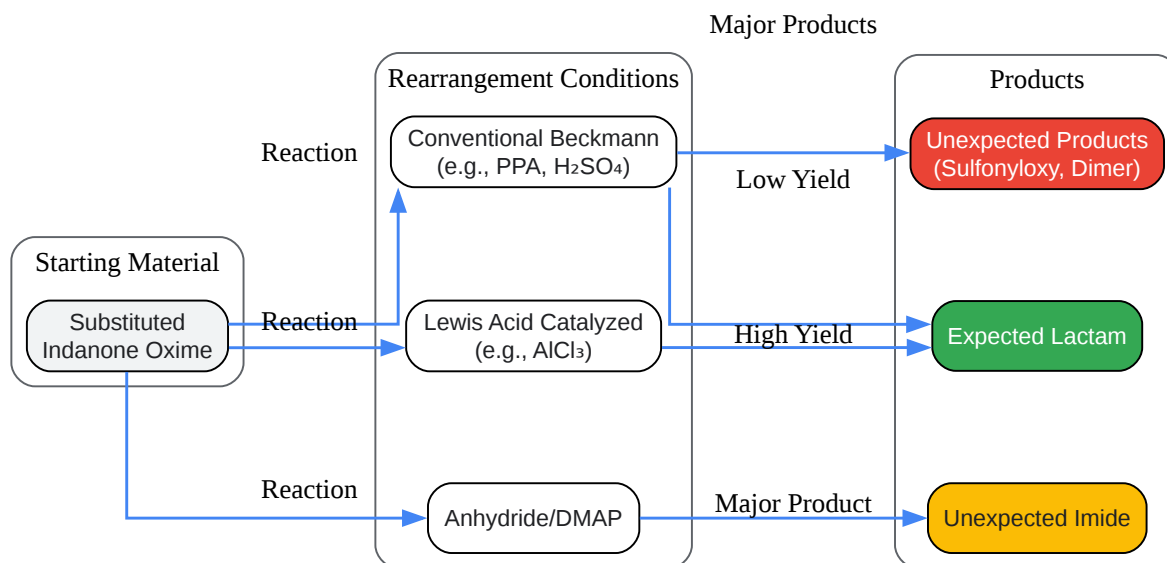 Major Products
Rearrangement Conditions
Products
Reaction
Conventional Beckmann
(e.g., PPA, H₂SO₄)
Low Yield
Unexpected Products
(Sulfonyloxy, Dimer)
Starting Material
Substituted
Indanone Oxime
Reaction
Lewis Acid Catalyzed
(e.g., AlCl₃)
High Yield
Expected Lactam
Reaction
Anhydride/DMAP
Major Product
Unexpected Imide